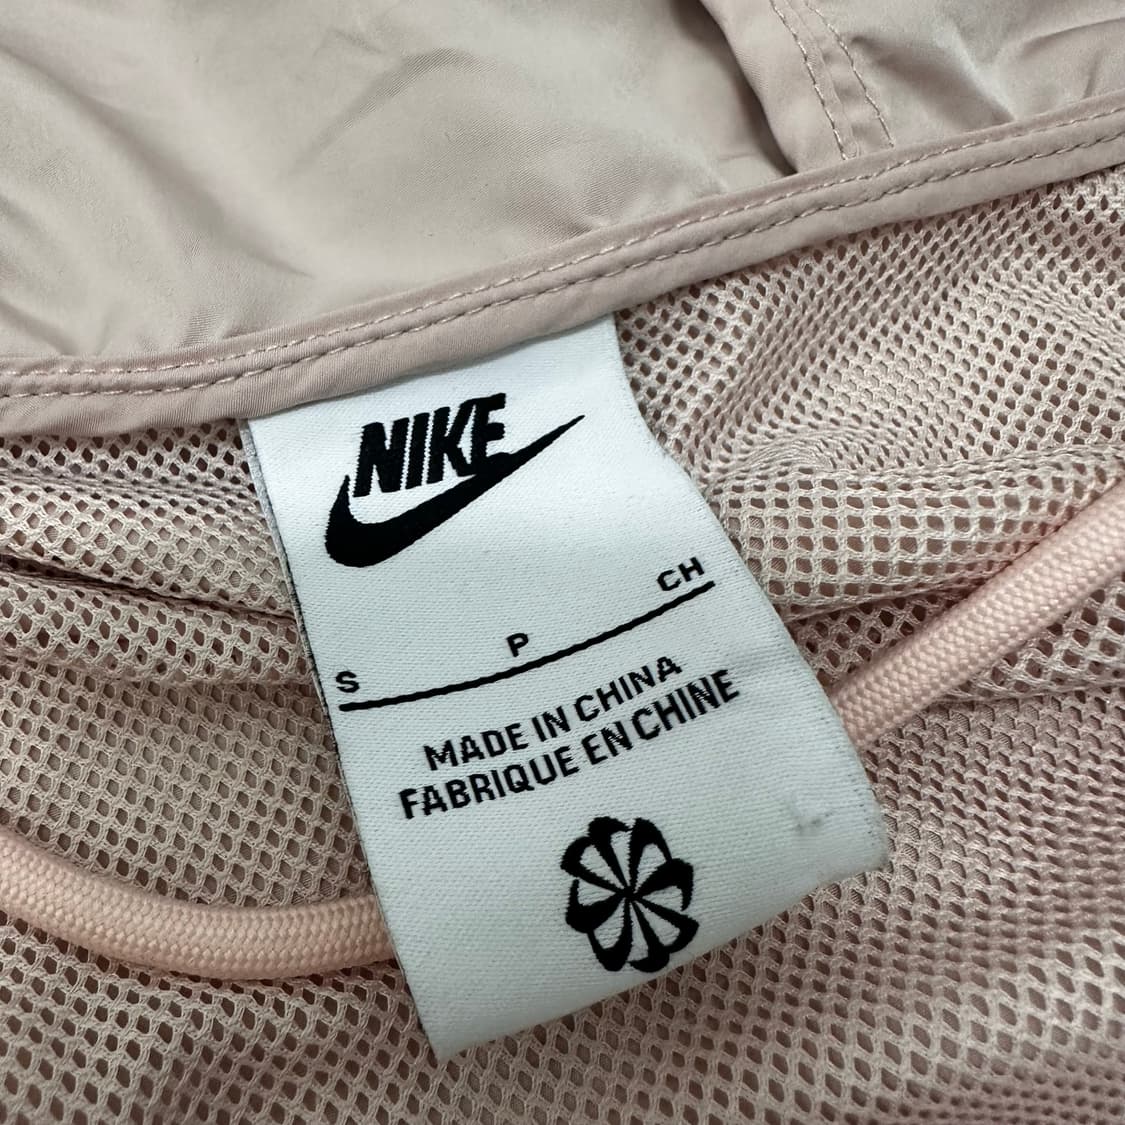 NIKE
S P CH
MADE IN CHINA
FABRIQUE EN CHINE